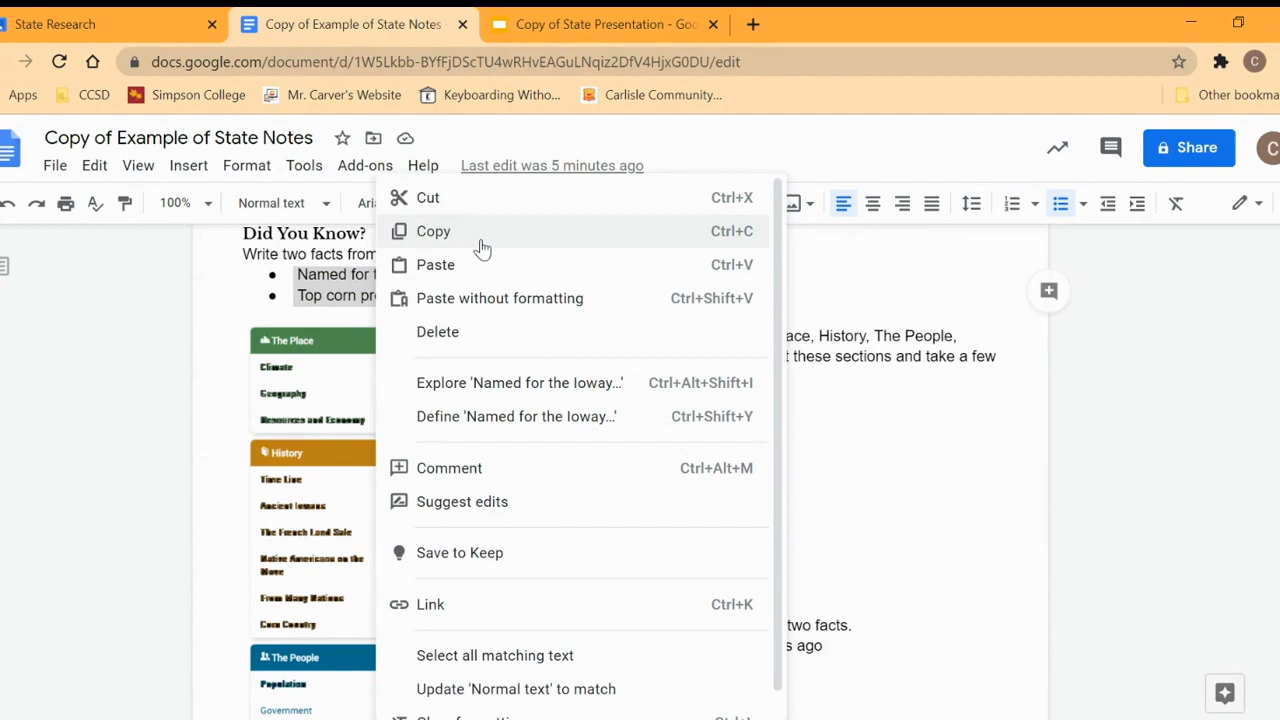 State Research
Copy of Example of State Notes
Copy of State Presentation - Goo
docs.google.com/document/d/1W5Lkbb-BYfFjDScTU4wRHvEAGuLNqiz2DfV4HjxG0DU/edit
Apps CCSD Simpson College Mr. Carver's Website Keyboarding Witho... Carlisle Community... Other bookma
Copy of Example of State Notes
Share
File Edit View Insert Format Tools Add-ons Help Last edit was 5 minutes ago
100% Normal text Aria
Did You Know?
Write two facts from
Named for t
Top corn pr
Cut Ctrl+X
Copy Ctrl+C
Paste Ctrl+V
Paste without formatting Ctrl+Shift+V
Delete
Explore 'Named for the Ioway...' Ctrl+Alt+Shift+I
Define 'Named for the Ioway...' Ctrl+Shift+Y
Comment Ctrl+Alt+M
Suggest edits
Save to Keep
Link Ctrl+K
Select all matching text
Update 'Normal text' to match
The Place
Climate
Geography
Resources and Economy
History
Time Line
Ancient Iowans
The French Land Sale
Native Americans on the
Move
From Many Nations
Corn Country
The People
Population
Government
ace, History, The People,
t these sections and take a few
two facts.
s ago